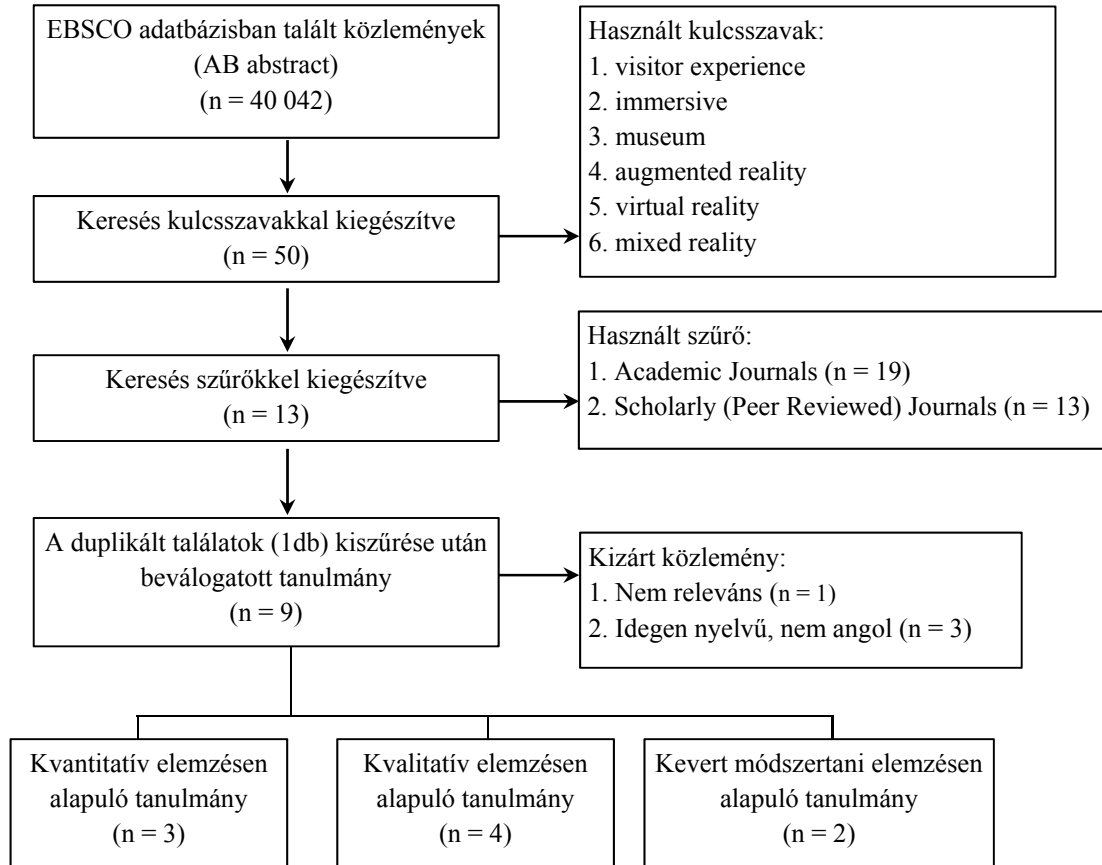 EBSCO adatbázisban talált közlemények
(AB abstract)
(n = 40 042)
Használt kulcsszavak:
1. visitor experience
2. immersive
3. museum
4. augmented reality
5. virtual reality
6. mixed reality
Keresés kulcsszavakkal kiegészítve
(n = 50)
Keresés szűrőkkel kiegészítve
(n = 13)
Használt szűrő:
1. Academic Journals (n = 19)
2. Scholarly (Peer Reviewed) Journals (n = 13)
A duplikált találatok (1db) kiszűrése után
beválogatott tanulmány
(n = 9)
Kizárt közlemény:
1. Nem releváns (n = 1)
2. Idegen nyelvű, nem angol (n = 3)
Kvantitatív elemzésen
alapuló tanulmány
(n = 3)
Kvalitatív elemzésen
alapuló tanulmány
(n = 4)
Kevert módszertani elemzésen
alapuló tanulmány
(n = 2)